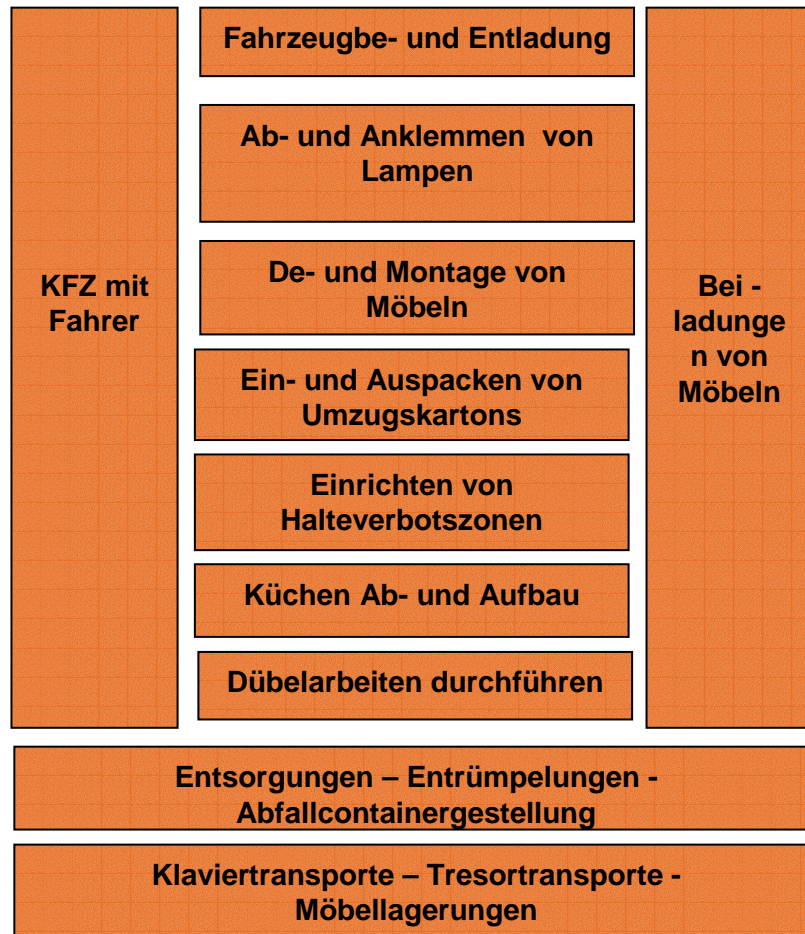 Fahrzeugbe- und Entladung
Ab- und Anklemmen  von
Lampen
KFZ mit
Fahrer
De- und Montage von
Möbeln
Bei -
ladunge
n von
Möbeln
Ein- und Auspacken von
Umzugskartons
Einrichten von
Halteverbotszonen
Küchen Ab- und Aufbau
Dübelarbeiten durchführen
Entsorgungen – Entrümpelungen -
Abfallcontainergestellung
Klaviertransporte – Tresortransporte -
Möbellagerungen